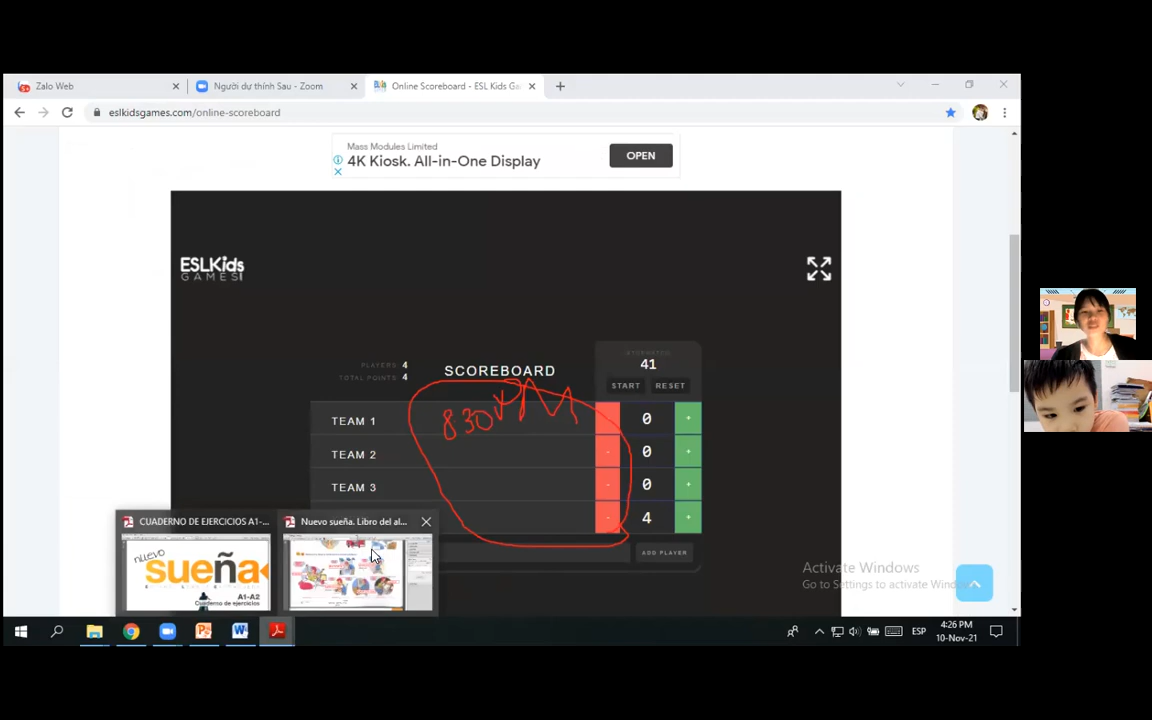 Zalo Web
Người dự thính Sau - Zoom
Online Scoreboard - ESL Kids Ga
eslkidsgames.com/online-scoreboard
Mass Modules Limited
4K Kiosk. All-in-One Display
OPEN
ESLKids
GAMES!
PLAYERS 4
TOTAL POINTS 4
SCOREBOARD
41
START RESET
830 PM
TEAM 1 - 0 +
TEAM 2 - 0 +
TEAM 3 - 0 +
- 4 +
ADD PLAYER
CUADERNO DE EJERCICIOS A1-...
Nuevo sueña. Libro del al...
nuevo
sueña
A1-A2
Cuaderno de ejercicios
Activate Windows
Go to Settings to activate Windo
ESP
4:26 PM
10-Nov-21